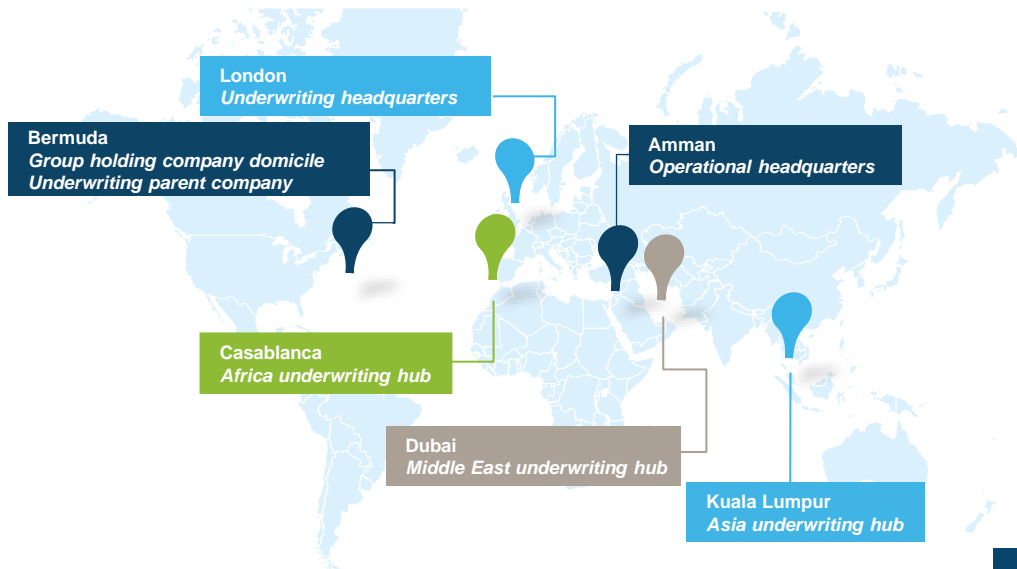 London
Underwriting headquarters
Bermuda
Group holding company domicile
Underwriting parent company
Amman
Operational headquarters
Casablanca
Africa underwriting hub
Dubai
Middle East underwriting hub
Kuala Lumpur
Asia underwriting hub